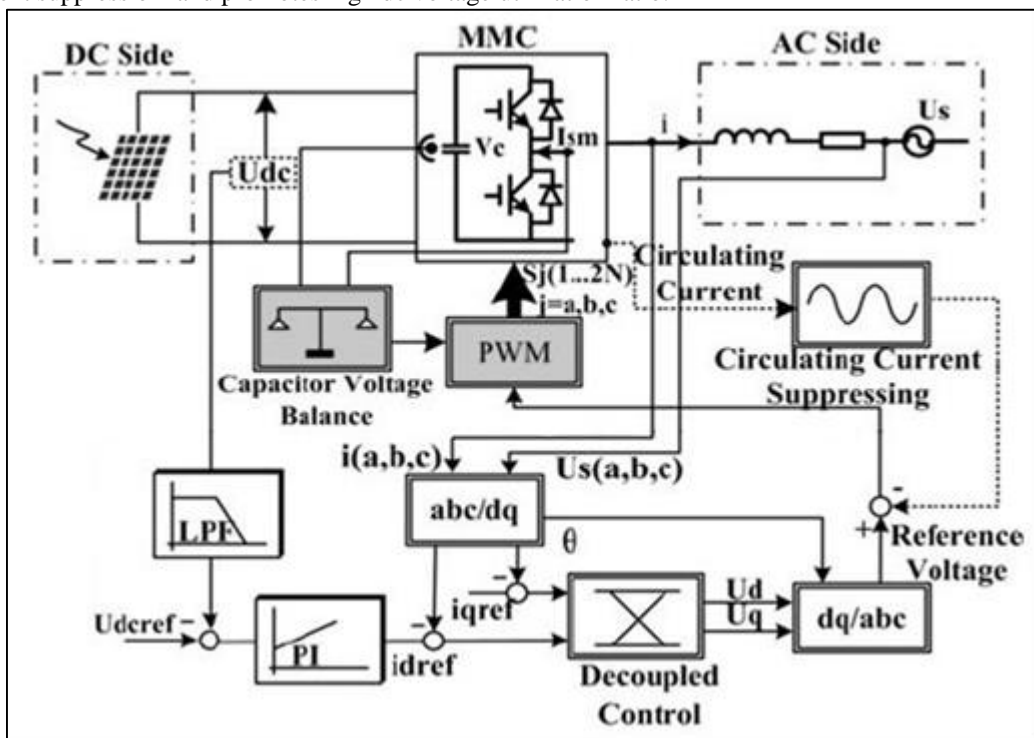 MMC
DC Side
AC Side
Udc
Vc
Ism
i
Us
Sj(1...2N)
j=a,b,c
Circulating
Current
PWM
Capacitor Voltage
Balance
Circulating Current
Suppressing
i(a,b,c)
Us(a,b,c)
abc/dq
θ
LPF
-
+
Reference
Voltage
Udcref
-
PI
idref
-
iqref
-
Ud
Uq
dq/abc
Decoupled
Control